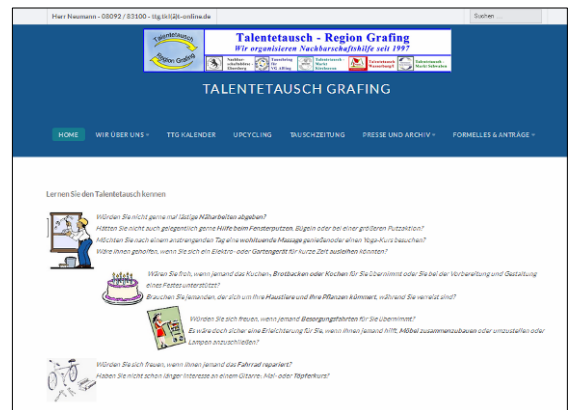 Herr Neumann - 08092 / 83100 - ttg.tkl(ät)t-online.de
Suchen ...
Talentetausch
Region Grafing
Talentetausch - Region Grafing
Wir organisieren Nachbarschaftshilfe seit 1997
TALENTETAUSCH GRAFING
HOME WIR ÜBER UNS TTG KALENDER UPCYCLING TAUSCHZEITUNG PRESSE UND ARCHIV FORMELLES & ANTRÄGE
Lernen Sie den Talentetausch kennen
Würden Sie nicht gerne mal lästige Näharbeiten abgeben?
Hätten Sie nicht auch gelegentlich gerne Hilfe beim Fensterputzen, Bügeln oder bei einer größeren Putzaktion?
Möchten Sie nach einem anstrengenden Tag eine wohltuende Massage genießen oder einen Yoga-Kurs besuchen?
Wäre Ihnen geholfen, wenn Sie sich ein Elektro- oder Gartengerät für kurze Zeit ausleihen könnten?
Wären Sie froh, wenn jemand das Kuchen-, Brotbacken oder Kochen für Sie übernimmt oder Sie bei der Vorbereitung und Gestaltung
eines Festes unterstützt?
Brauchen Sie jemanden, der sich um Ihre Haustiere und Ihre Pflanzen kümmert, während Sie verreist sind?
Würden Sie sich freuen, wenn jemand Besorgungsfahrten für Sie übernimmt?
Es wäre doch sicher eine Erleichterung für Sie, wenn Ihnen jemand hilft, Möbel zusammenzubauen oder umzustellen oder
Lampen anzuschließen?
Würden Sie sich freuen, wenn Ihnen jemand das Fahrrad repariert?
Haben Sie nicht schon länger Interesse an einem Gitarre, Mal- oder Töpferkurs?